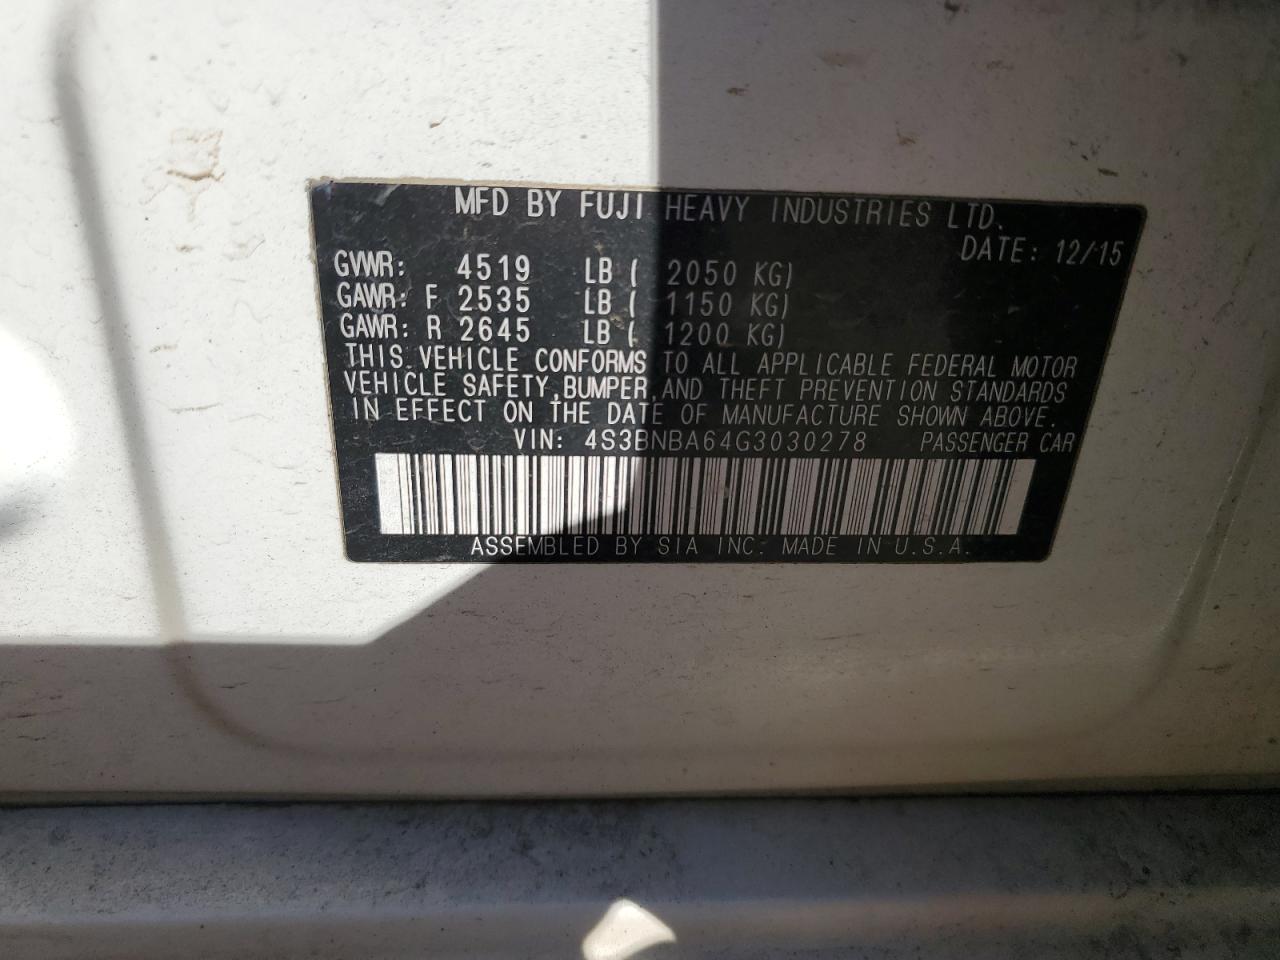 MFD BY FUJI HEAVY INDUSTRIES LTD.
DATE: 12/15
GVWR: 4519 LB ( 2050 KG)
GAWR: F 2535 LB ( 1150 KG)
GAWR: R 2645 LB ( 1200 KG)
THIS VEHICLE CONFORMS TO ALL APPLICABLE FEDERAL MOTOR
VEHICLE SAFETY, BUMPER, AND THEFT PREVENTION STANDARDS
IN EFFECT ON THE DATE OF MANUFACTURE SHOWN ABOVE.
VIN: 4S3BNBA64G3030278 PASSENGER CAR
ASSEMBLED BY SIA INC. MADE IN U.S.A.